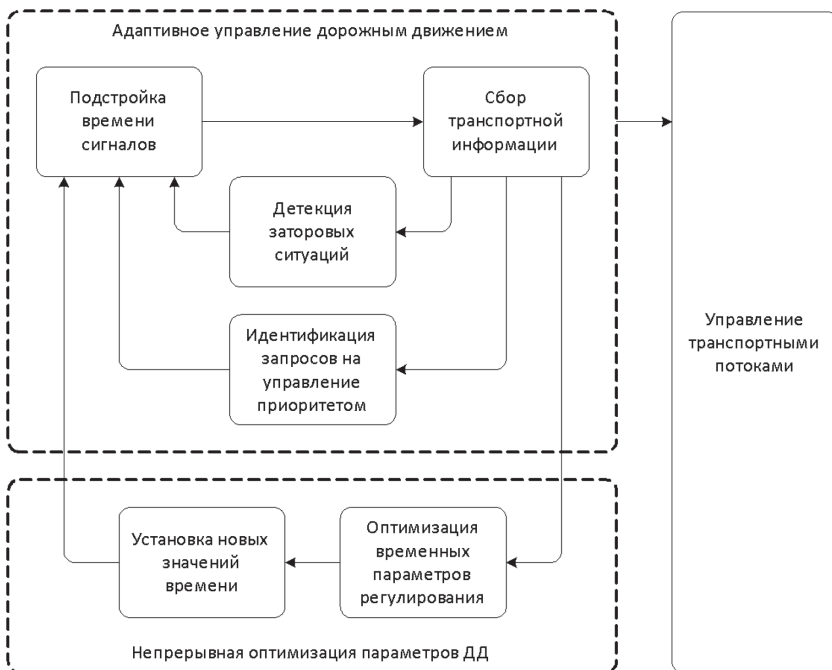 Адаптивное управление дорожным движением
Подстройка
времени
сигналов
Сбор
транспортной
информации
Детекция
заторовых
ситуаций
Идентификация
запросов на
управление
приоритетом
Управление
транспортными
потоками
Установка новых
значений
времени
Оптимизация
временных
параметров
регулирования
Непрерывная оптимизация параметров ДД